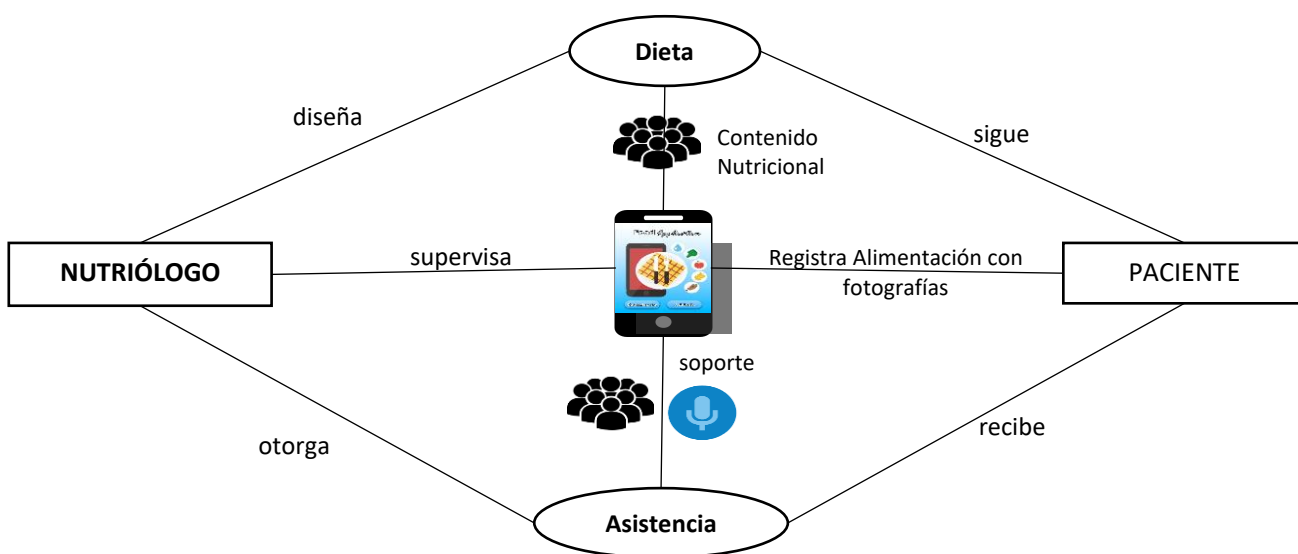 Dieta
diseña
sigue
Contenido
Nutricional
NUTRIÓLOGO
supervisa
Registra Alimentación con
fotografías
PACIENTE
soporte
otorga
recibe
Asistencia